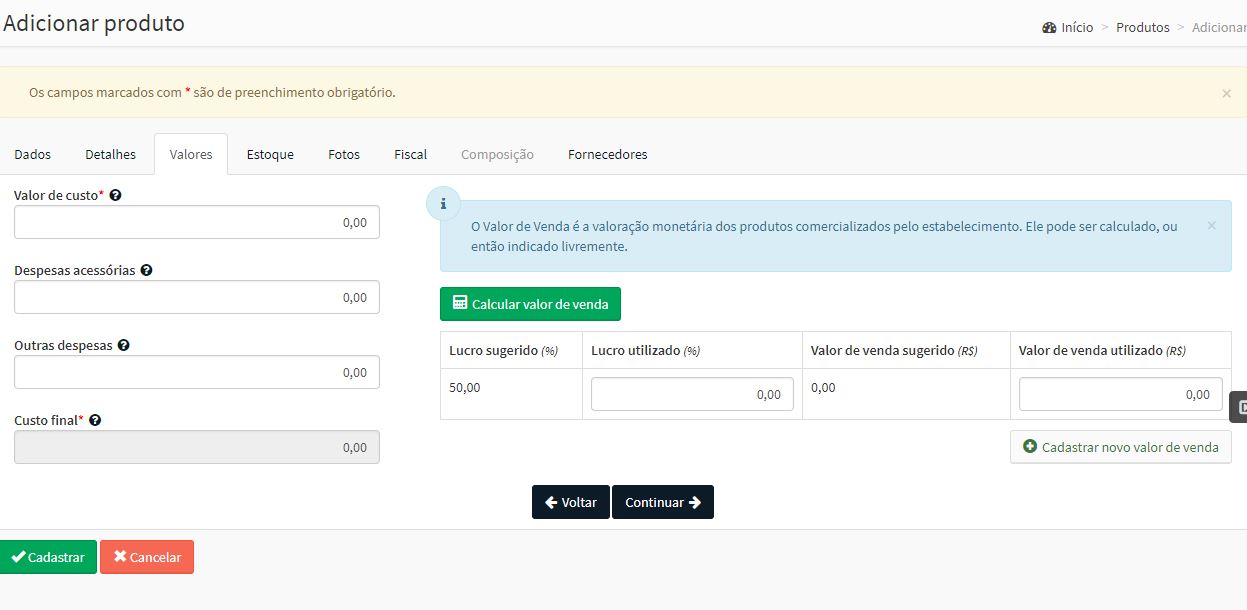 Adicionar produto
Início > Produtos > Adicionar
Os campos marcados com * são de preenchimento obrigatório.
×
Dados Detalhes Valores Estoque Fotos Fiscal Composição Fornecedores
Valor de custo* ?
0,00
Despesas acessórias ?
0,00
Outras despesas ?
0,00
Custo final* ?
0,00
i
O Valor de Venda é a valoração monetária dos produtos comercializados pelo estabelecimento. Ele pode ser calculado, ou
então indicado livremente.
×
Calcular valor de venda
Lucro sugerido (%) Lucro utilizado (%) Valor de venda sugerido (R$) Valor de venda utilizado (R$)
50,00 0,00 0,00 0,00
Cadastrar novo valor de venda
Voltar Continuar
Cadastrar Cancelar